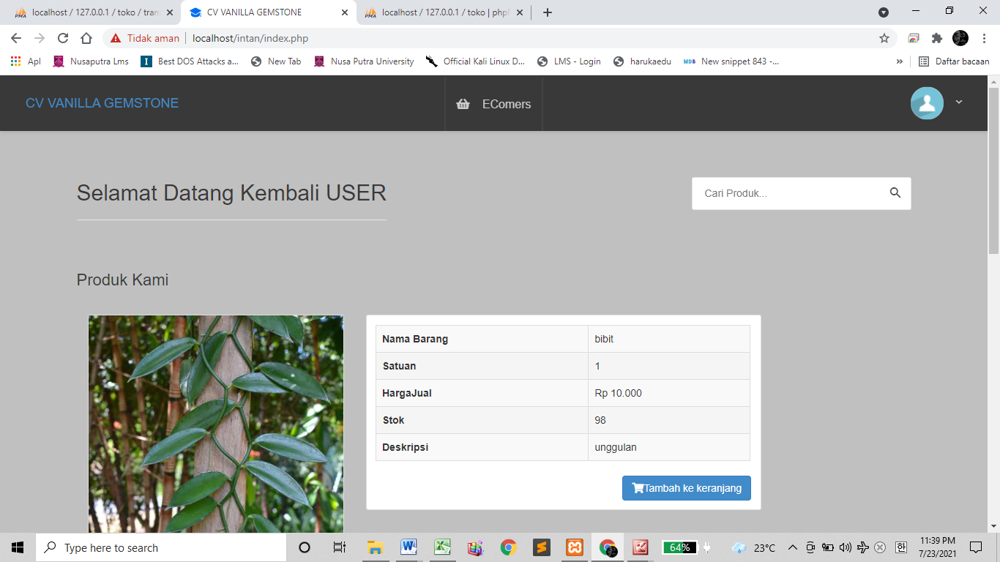 localhost / 127.0.0.1 / toko / tran
CV VANILLA GEMSTONE
localhost / 127.0.0.1 / toko | php
Tidak aman
localhost/intan/index.php
Apl
Nusaputra Lms
Best DOS Attacks a...
New Tab
Nusa Putra University
Official Kali Linux D...
LMS - Login
harukaedu
New snippet 843 -...
»
Daftar bacaan
CV VANILLA GEMSTONE
EComers
Selamat Datang Kembali USER
Cari Produk...
Produk Kami
Nama Barang bibit
Satuan 1
HargaJual Rp 10.000
Stok 98
Deskripsi unggulan
Tambah ke keranjang
Type here to search
64%
23°C
11:39 PM
7/23/2021